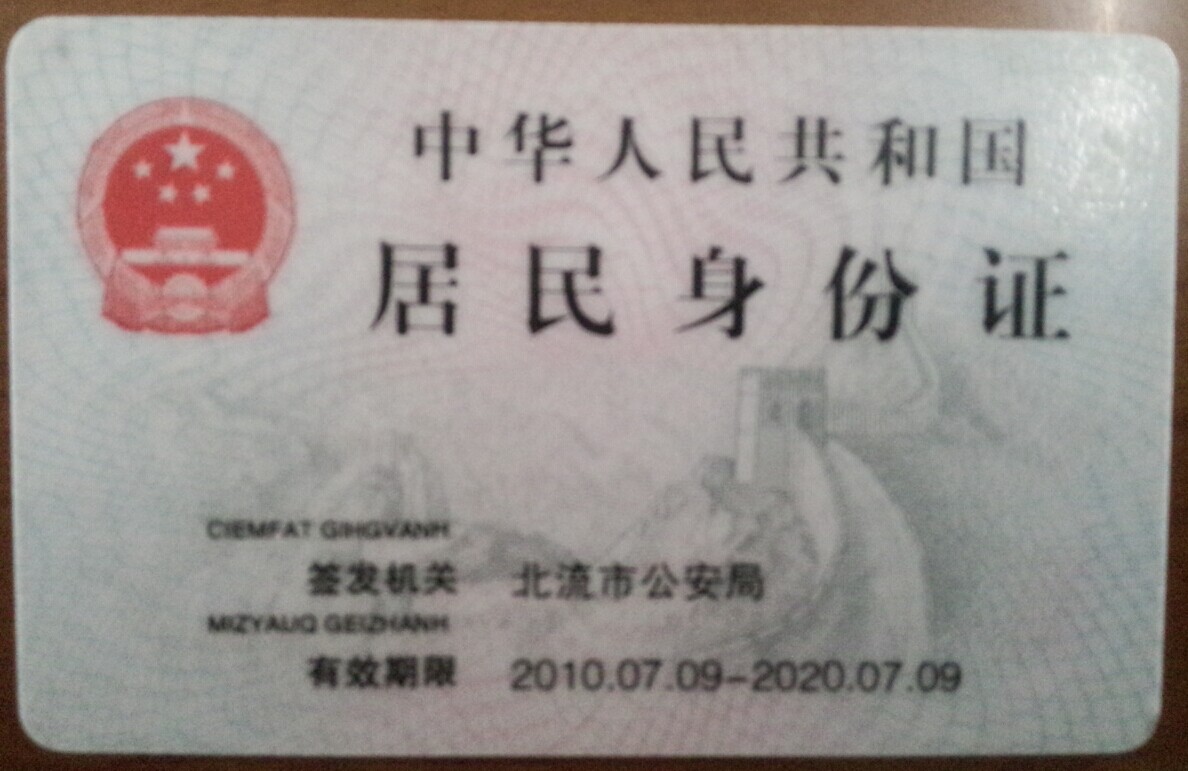 中华人民共和国
居民身份证
CIEMFAT GIHGVANH
签发机关 北流市公安局
MIZYAUQ GEIZHANH
有效期限 2010.07.09-2020.07.09